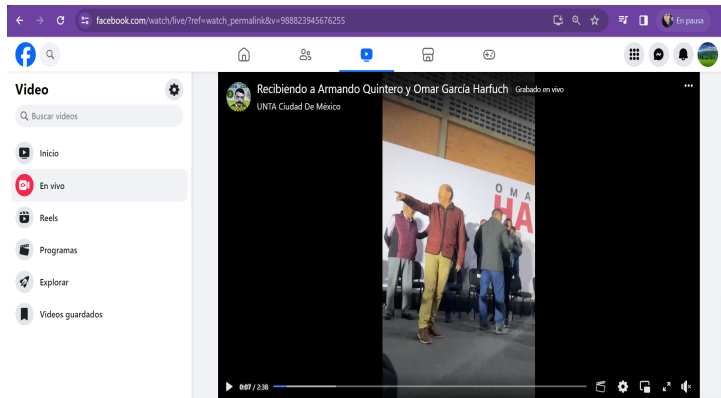 facebook.com/watch/live/?ref=watch_permalink&v=988823945676255
En pausa
Video
Buscar videos
Inicio
En vivo
Reels
Programas
Explorar
Videos guardados
Recibiendo a Armando Quintero y Omar García Harfuch Grabado en vivo
UNTA Ciudad De México
OMA
HA
0:07 / 2:38